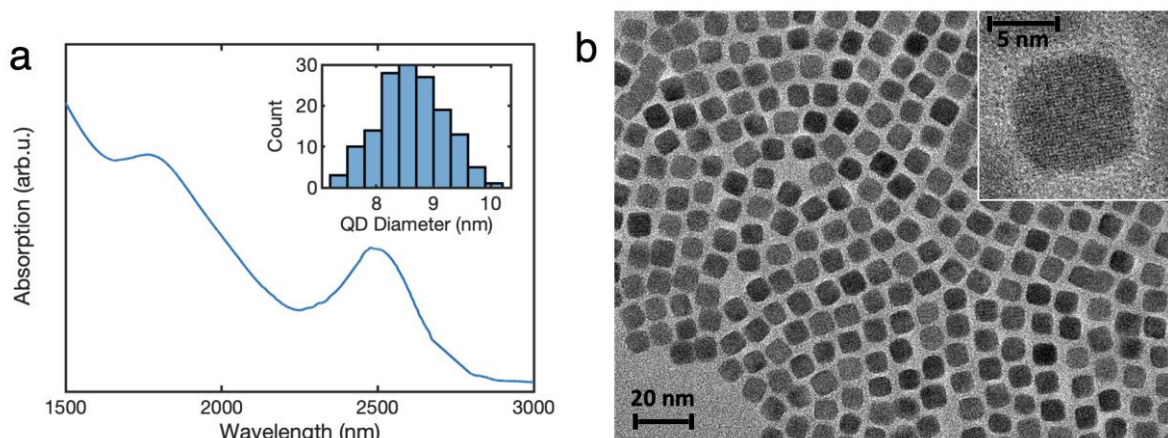 a
Absorption (arb.u.)
30
20
10
0
Count
8
9
10
QD Diameter (nm)
1500
2000
2500
3000
Wavelength (nm)
b
5 nm
20 nm